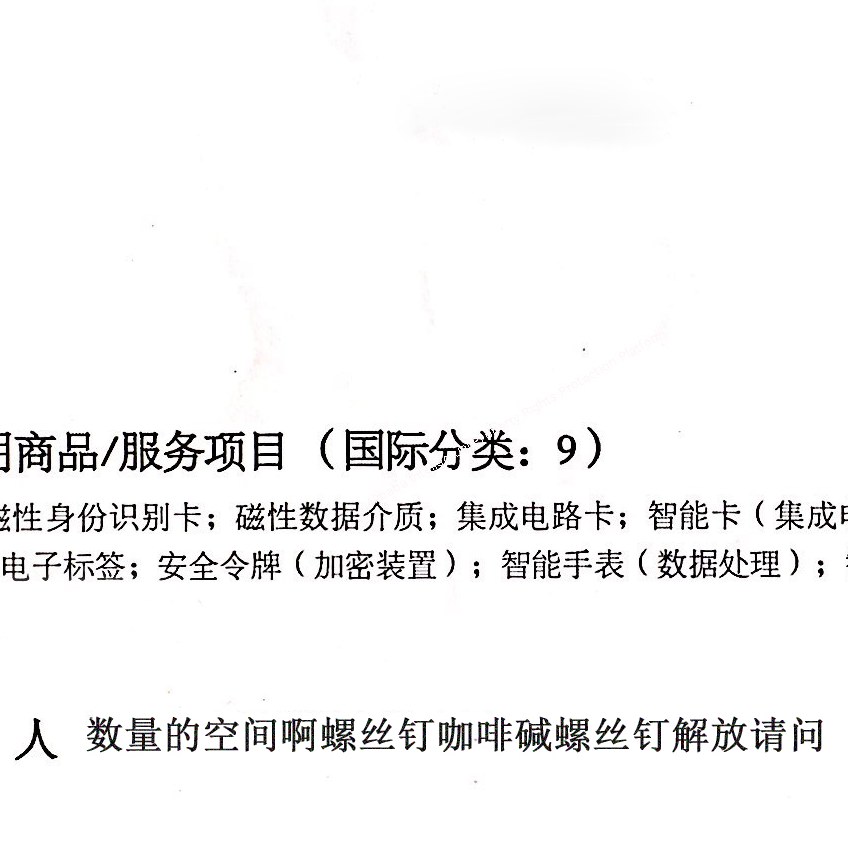 用商品/服务项目（国际分类：9）
磁性身份识别卡；磁性数据介质；集成电路卡；智能卡（集成电
电子标签；安全令牌（加密装置）；智能手表（数据处理）；
人 数量的空间啊螺丝钉咖啡碱螺丝钉解放请问